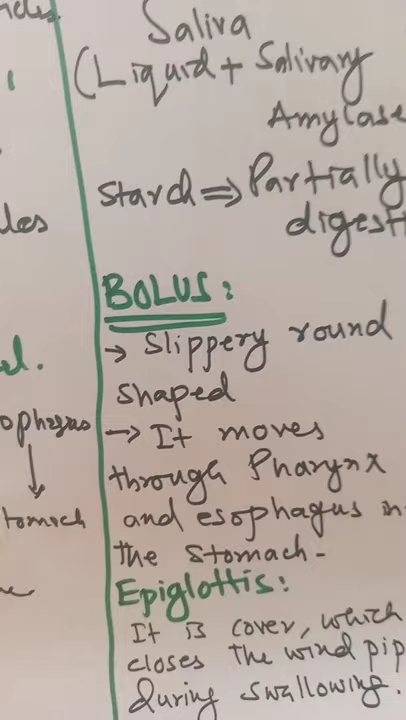 Saliva
(Liquid + Salivary
Amylase
Starch ⇒ Partially
digest
BOLUS:
→ Slippery round
shaped
→ It moves
through Pharynx
and esophagus in
the Stomach-
Epiglottis:
It is cover, which
closes the wind pip
during swallowing.